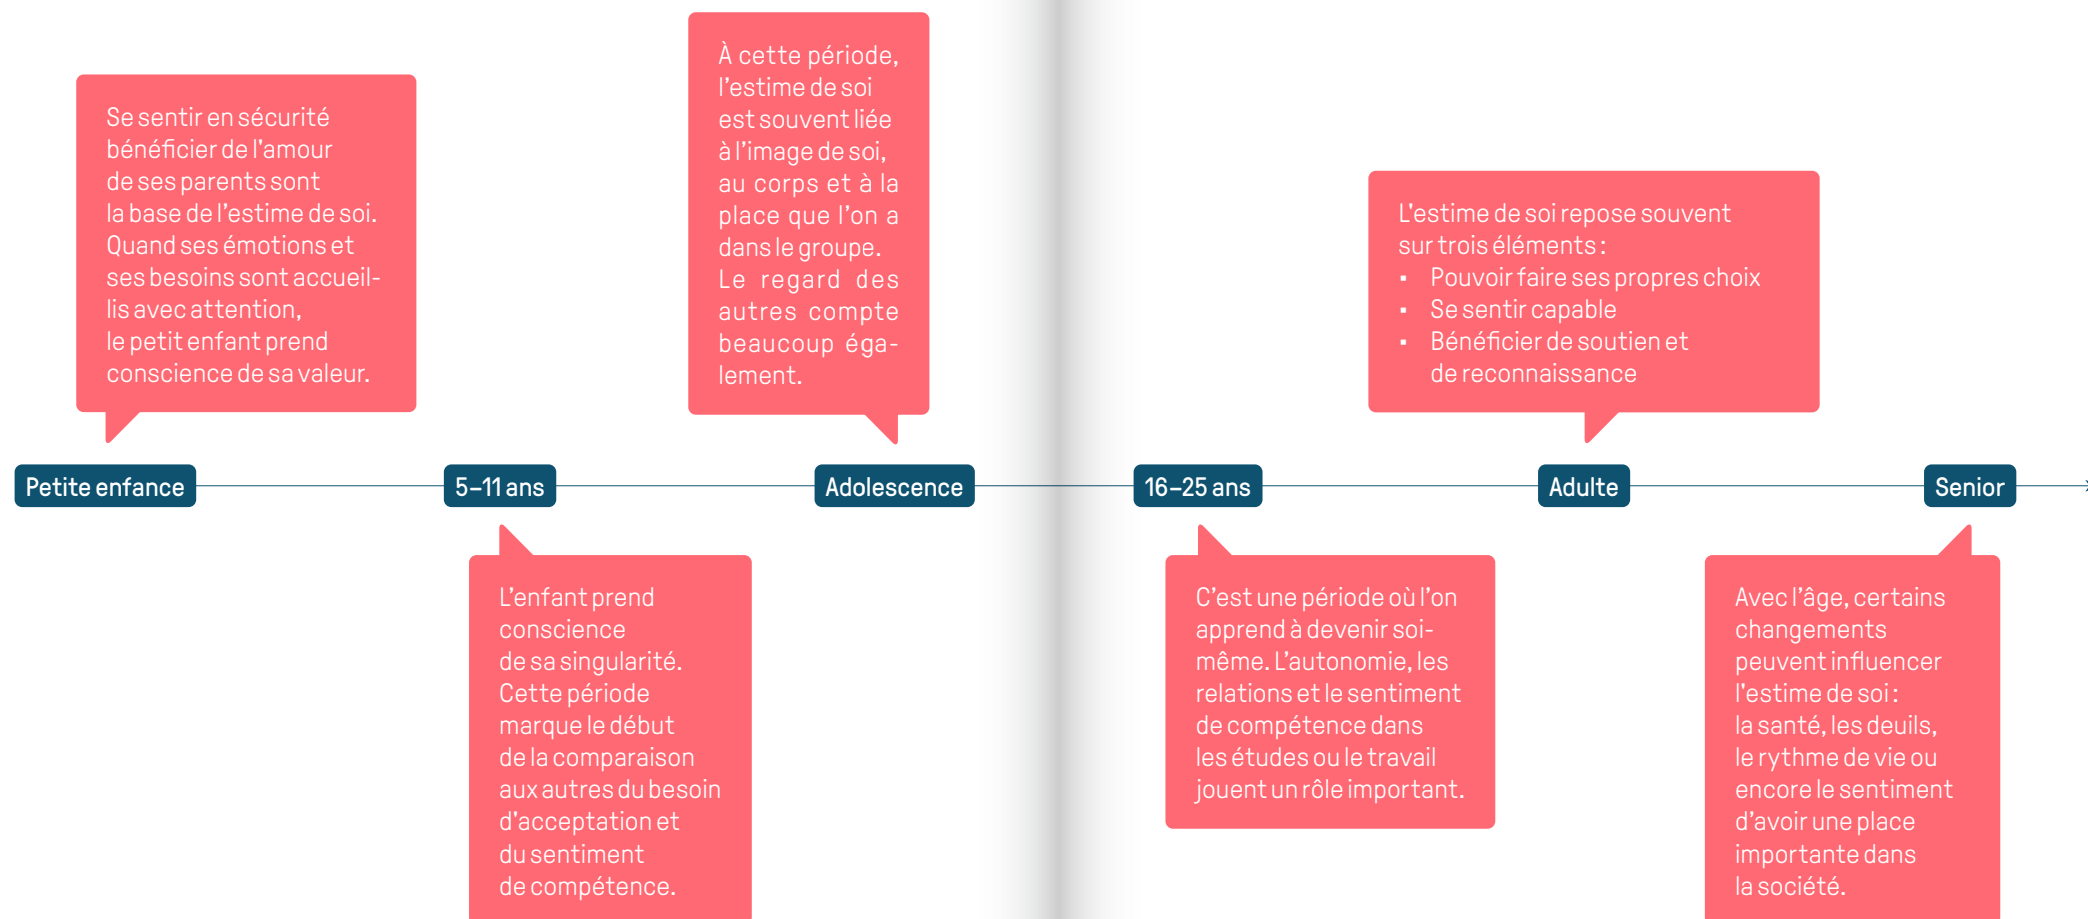 Se sentir en sécurité
bénéficier de l'amour
de ses parents sont
la base de l’estime de soi.
Quand ses émotions et
ses besoins sont accueil-
lis avec attention,
le petit enfant prend
conscience de sa valeur.
À cette période,
l’estime de soi
est souvent liée
à l’image de soi,
au corps et à la
place que l’on a
dans le groupe.
Le regard des
autres compte
beaucoup éga-
lement.
L'estime de soi repose souvent
sur trois éléments :
▪ Pouvoir faire ses propres choix
▪ Se sentir capable
▪ Bénéficier de soutien et
de reconnaissance
Petite enfance
5–11 ans
Adolescence
16–25 ans
Adulte
Senior
L’enfant prend
conscience
de sa singularité.
Cette période
marque le début
de la comparaison
aux autres du besoin
d'acceptation et
du sentiment
de compétence.
C’est une période où l’on
apprend à devenir soi-
même. L’autonomie, les
relations et le sentiment
de compétence dans
les études ou le travail
jouent un rôle important.
Avec l’âge, certains
changements
peuvent influencer
l'estime de soi :
la santé, les deuils,
le rythme de vie ou
encore le sentiment
d’avoir une place
importante dans
la société.